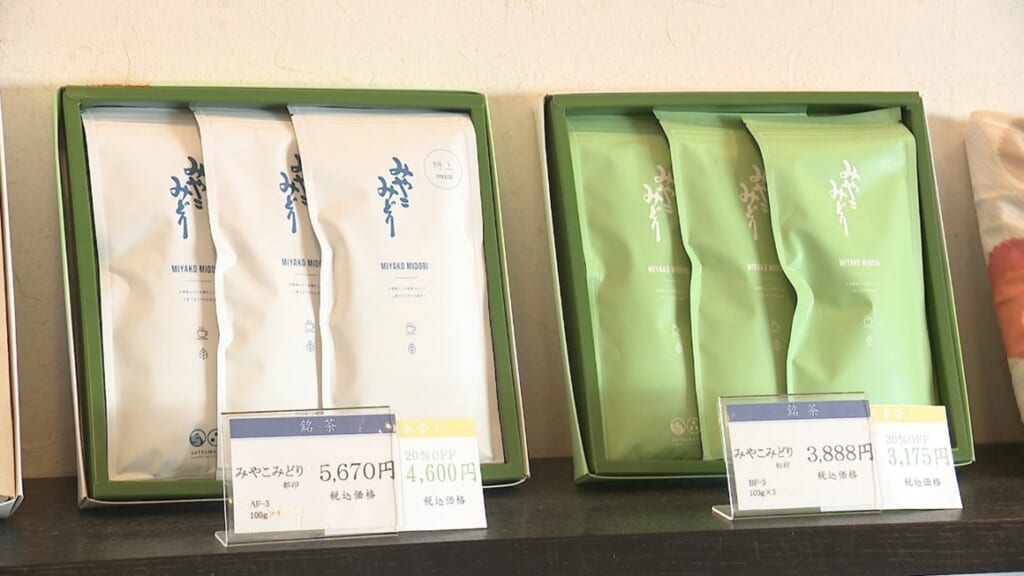 みやこ
みどり
MIYAKO MIDO
みやこ
みどり
MIYAKO MIDO
みやこ
みどり
特上
MIYAKO MIDORI
みやこ
みどり
MIYAKO MIDORI
みやこ
みどり
MIYAKO MIDORI
みやこ
みどり
MIYAKO MIDORI
銘茶
みやこみどり 5,670円
都印
税込価格
AF-3
100g×3
20%OFF
4,600円
税込価格
銘茶
みやこみどり 3,888円
税込価格
BF-3
100g×3
20%OFF
3,175円
税込価格